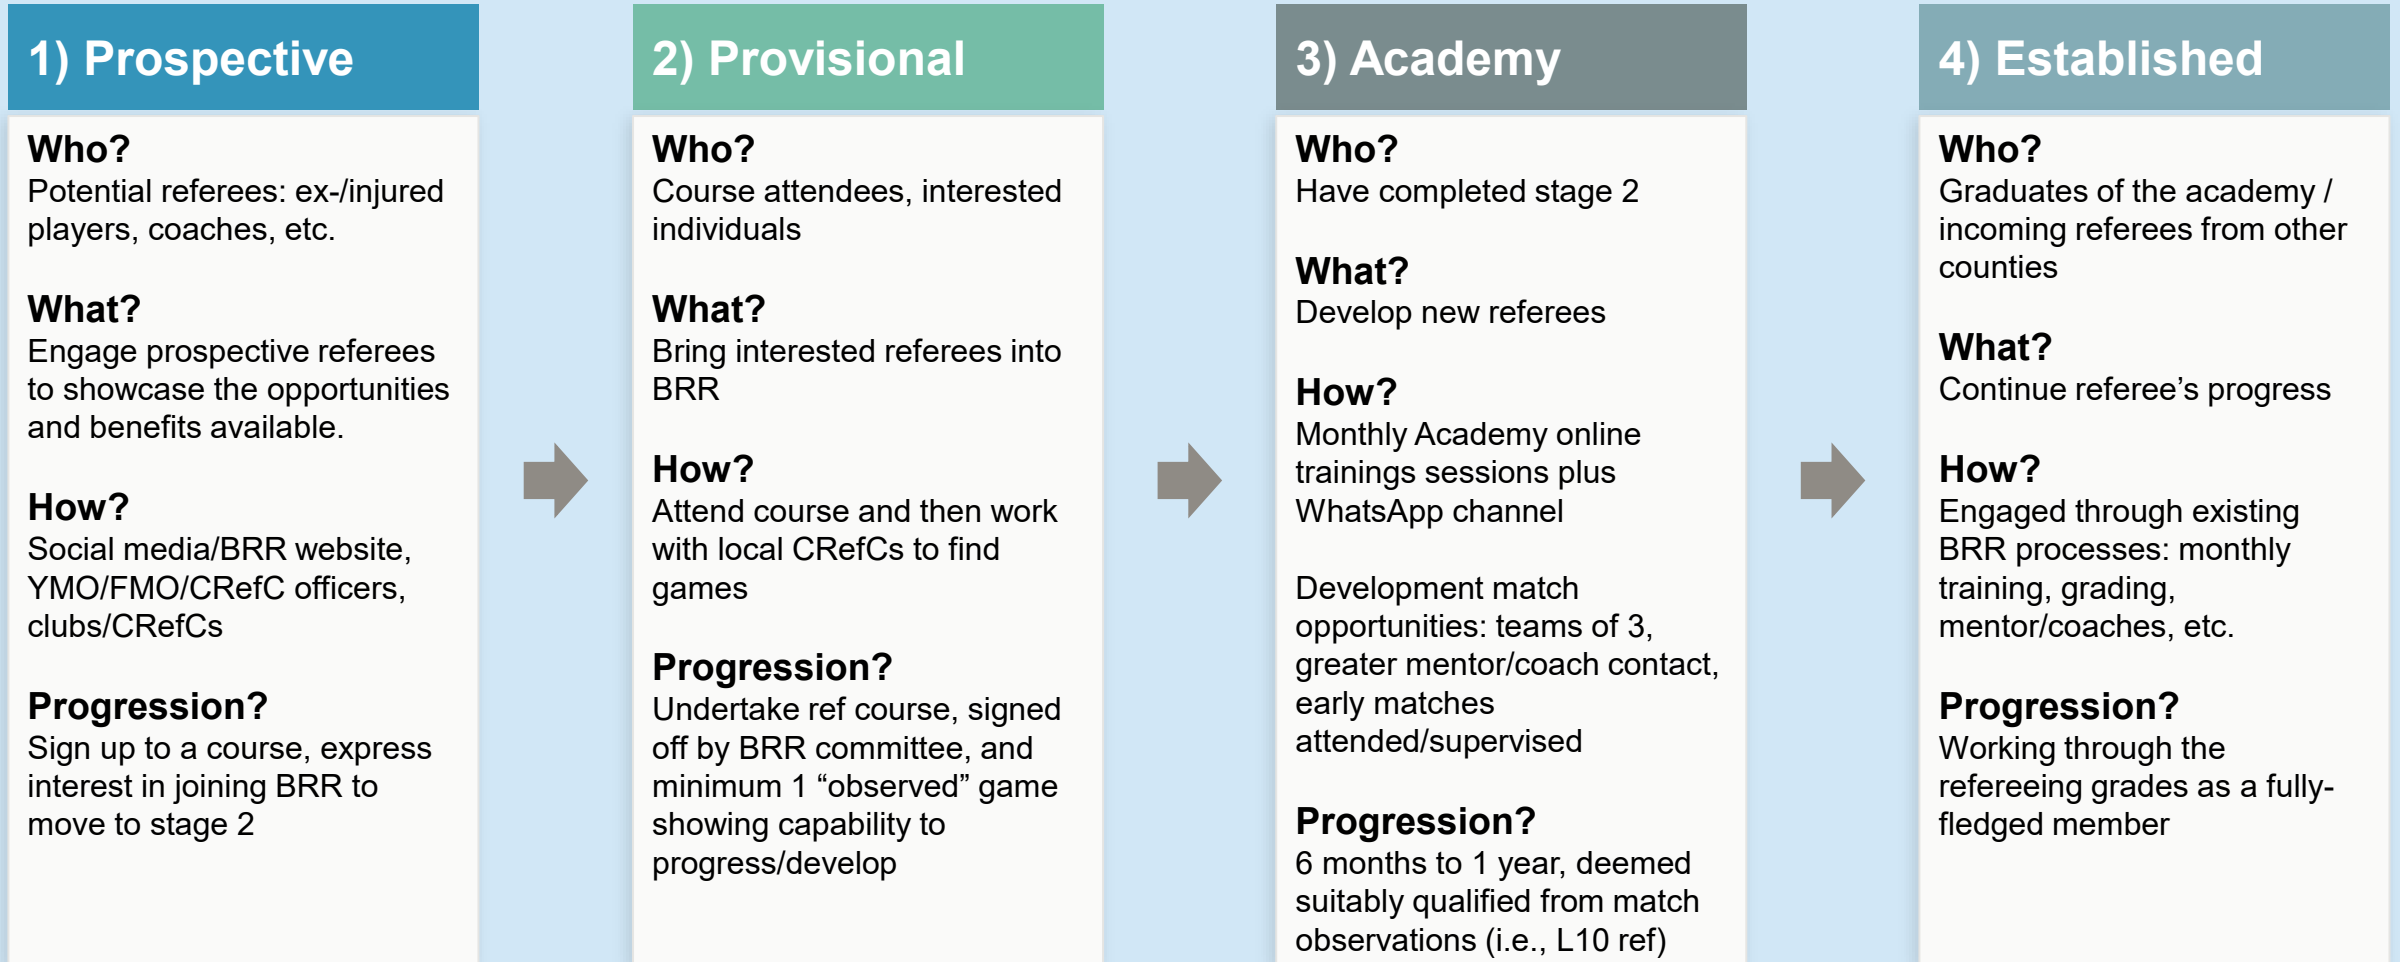 1) Prospective
Who?
Potential referees: ex-/injured
players, coaches, etc.
What?
Engage prospective referees
to showcase the opportunities
and benefits available.
How?
Social media/BRR website,
YMO/FMO/CRefC officers,
clubs/CRefCs
Progression?
Sign up to a course, express
interest in joining BRR to
move to stage 2
2) Provisional
Who?
Course attendees, interested
individuals
What?
Bring interested referees into
BRR
How?
Attend course and then work
with local CRefCs to find
games
Progression?
Undertake ref course, signed
off by BRR committee, and
minimum 1 “observed” game
showing capability to
progress/develop
3) Academy
Who?
Have completed stage 2
What?
Develop new referees
How?
Monthly Academy online
trainings sessions plus
WhatsApp channel
Development match
opportunities: teams of 3,
greater mentor/coach contact,
early matches
attended/supervised
Progression?
6 months to 1 year, deemed
suitably qualified from match
observations (i.e., L10 ref)
4) Established
Who?
Graduates of the academy /
incoming referees from other
counties
What?
Continue referee’s progress
How?
Engaged through existing
BRR processes: monthly
training, grading,
mentor/coaches, etc.
Progression?
Working through the
refereeing grades as a fully-
fledged member